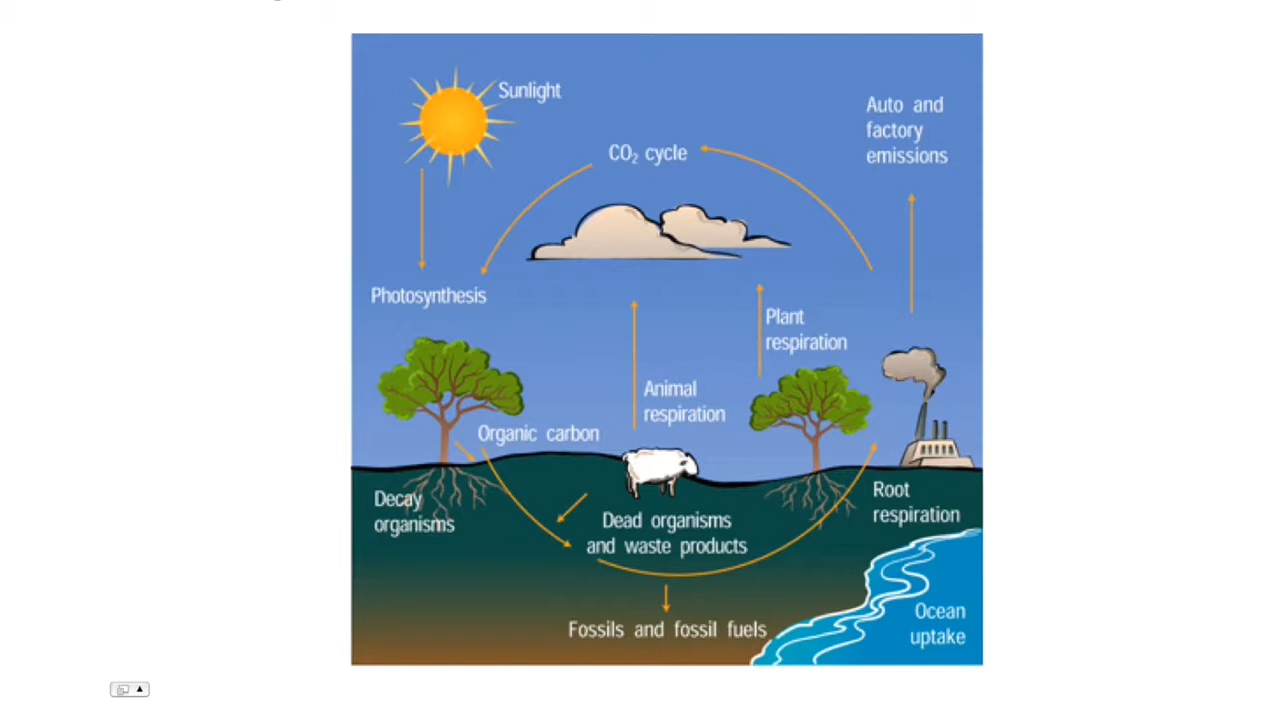 Sunlight
Auto and
factory
emissions
CO₂ cycle
Photosynthesis
Plant
respiration
Animal
respiration
Organic carbon
Decay
organisms
Dead organisms
and waste products
Root
respiration
Fossils and fossil fuels
Ocean
uptake